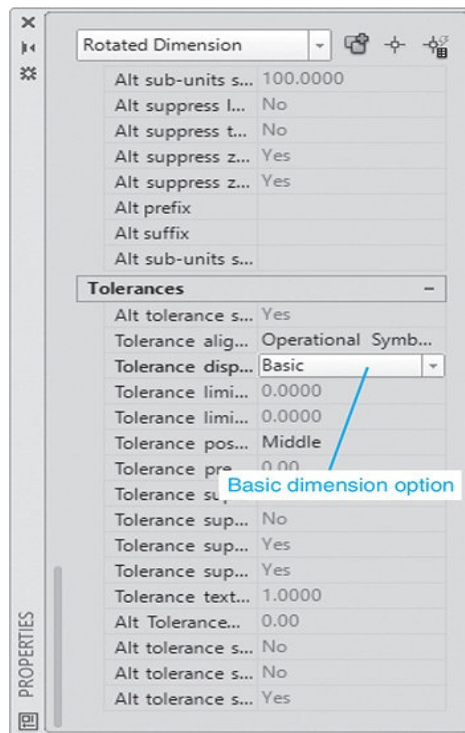 Rotated Dimension
Alt sub-units s... 100.0000
Alt suppress l... No
Alt suppress t... No
Alt suppress z... Yes
Alt suppress z... Yes
Alt prefix
Alt suffix
Alt sub-units s...
Tolerances
Alt tolerance s... Yes
Tolerance alig... Operational Symb...
Tolerance disp... Basic
Tolerance limi... 0.0000
Tolerance limi... 0.0000
Tolerance pos... Middle
Tolerance pre... 0.00
Basic dimension option
Tolerance
Tolerance sup... No
Tolerance sup... Yes
Tolerance sup... Yes
Tolerance text... 1.0000
Alt Tolerance... 0.00
Alt tolerance s... No
Alt tolerance s... No
Alt tolerance s... Yes
PROPERTIES